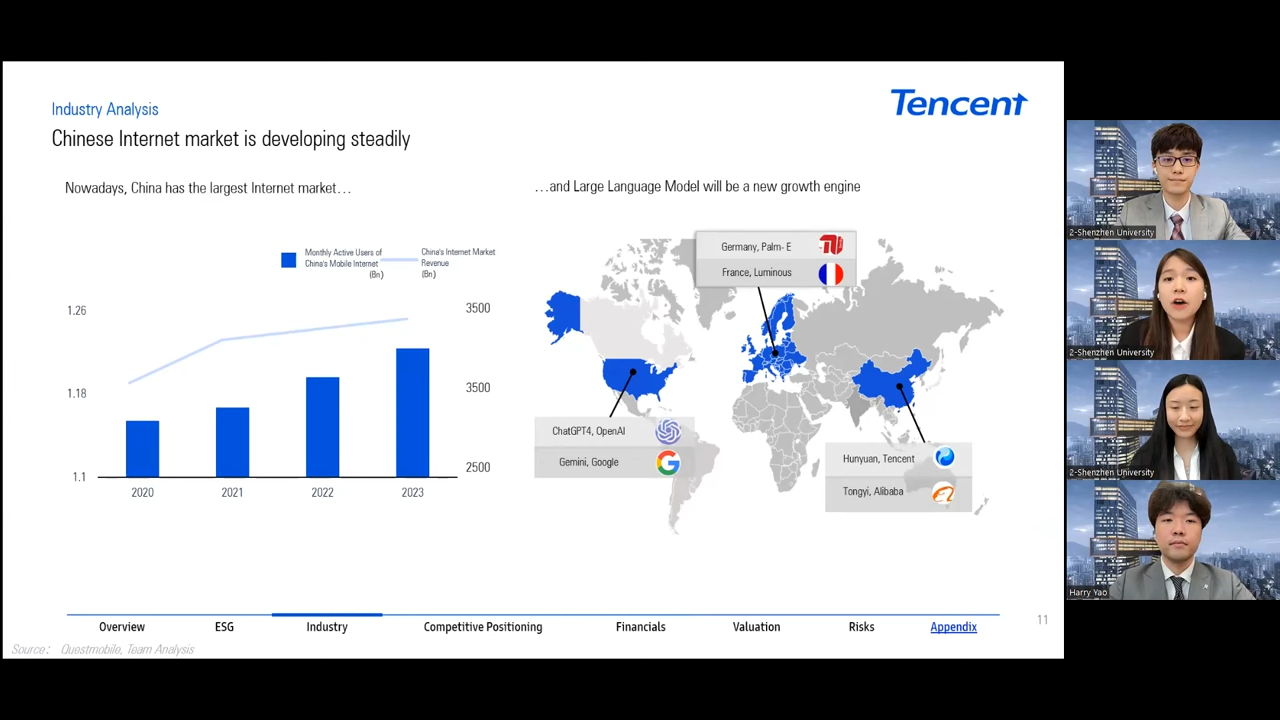 Industry Analysis
Tencent
Chinese Internet market is developing steadily
Nowadays, China has the largest Internet market…
…and Large Language Model will be a new growth engine
Monthly Active Users of
China's Mobile Internet
(Bn)
China's Internet Market
Revenue
(Bn)
1.26
1.18
1.1
3500
3500
2500
2020
2021
2022
2023
Germany, Palm- E
France, Luminous
ChatGPT4, OpenAI
Gemini, Google
Hunyuan, Tencent
Tongyi, Alibaba
Overview
ESG
Industry
Competitive Positioning
Financials
Valuation
Risks
Appendix
11
Source: Questmobile, Team Analysis
2-Shenzhen University
2-Shenzhen University
2-Shenzhen University
Harry Yao